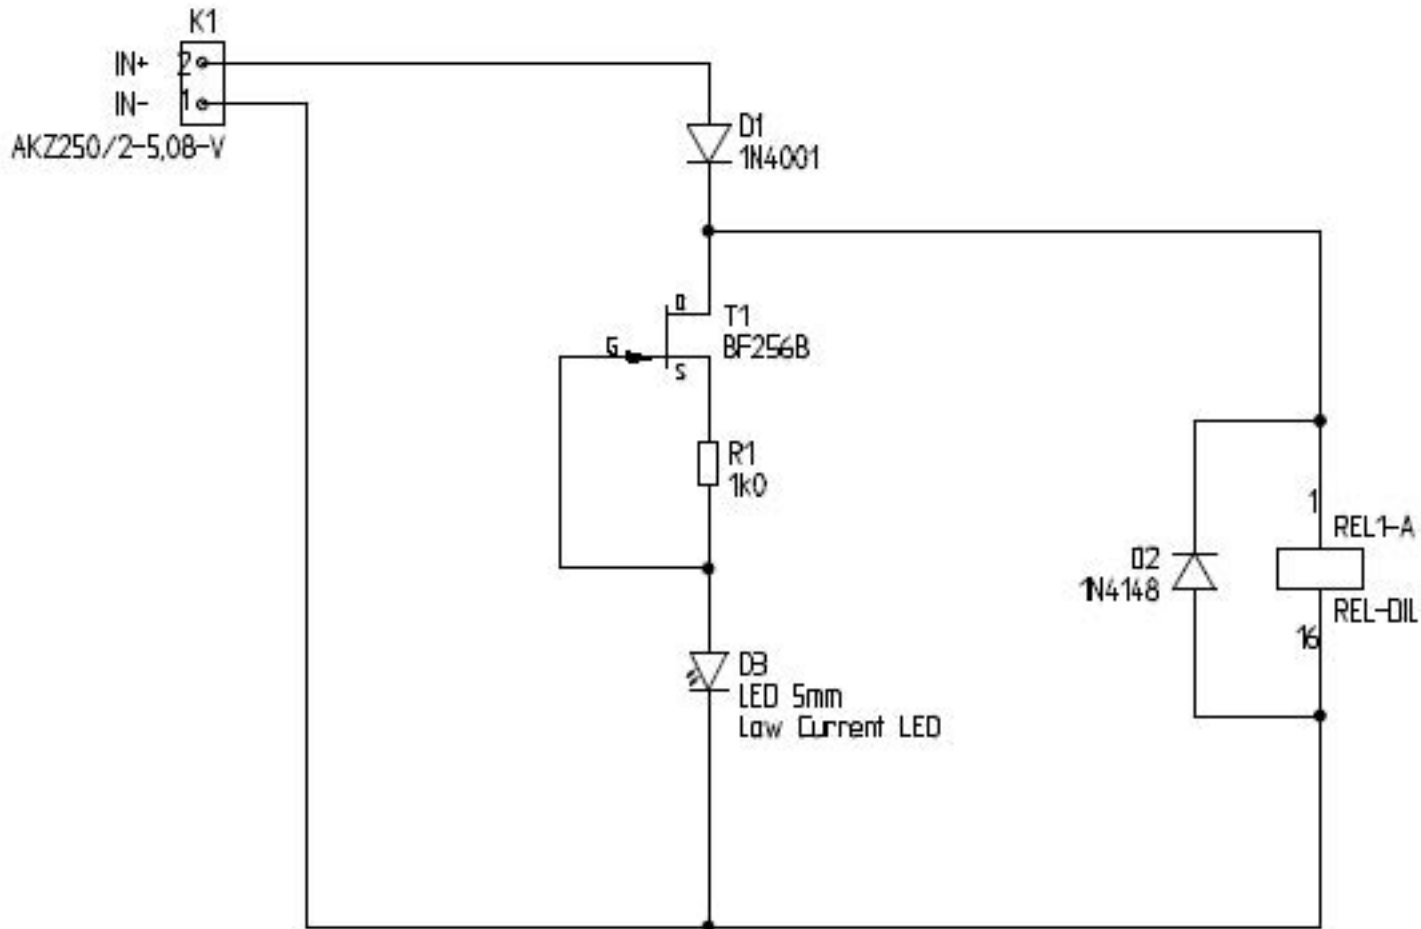 K1
IN+ 2
IN- 1
AKZ250/2-5,08-V
D1
1N4001
D
T1
G
BF256B
S
R1
1k0
1
REL1-A
D2
1N4148
REL-DIL
16
D3
LED 5mm
Low Current LED